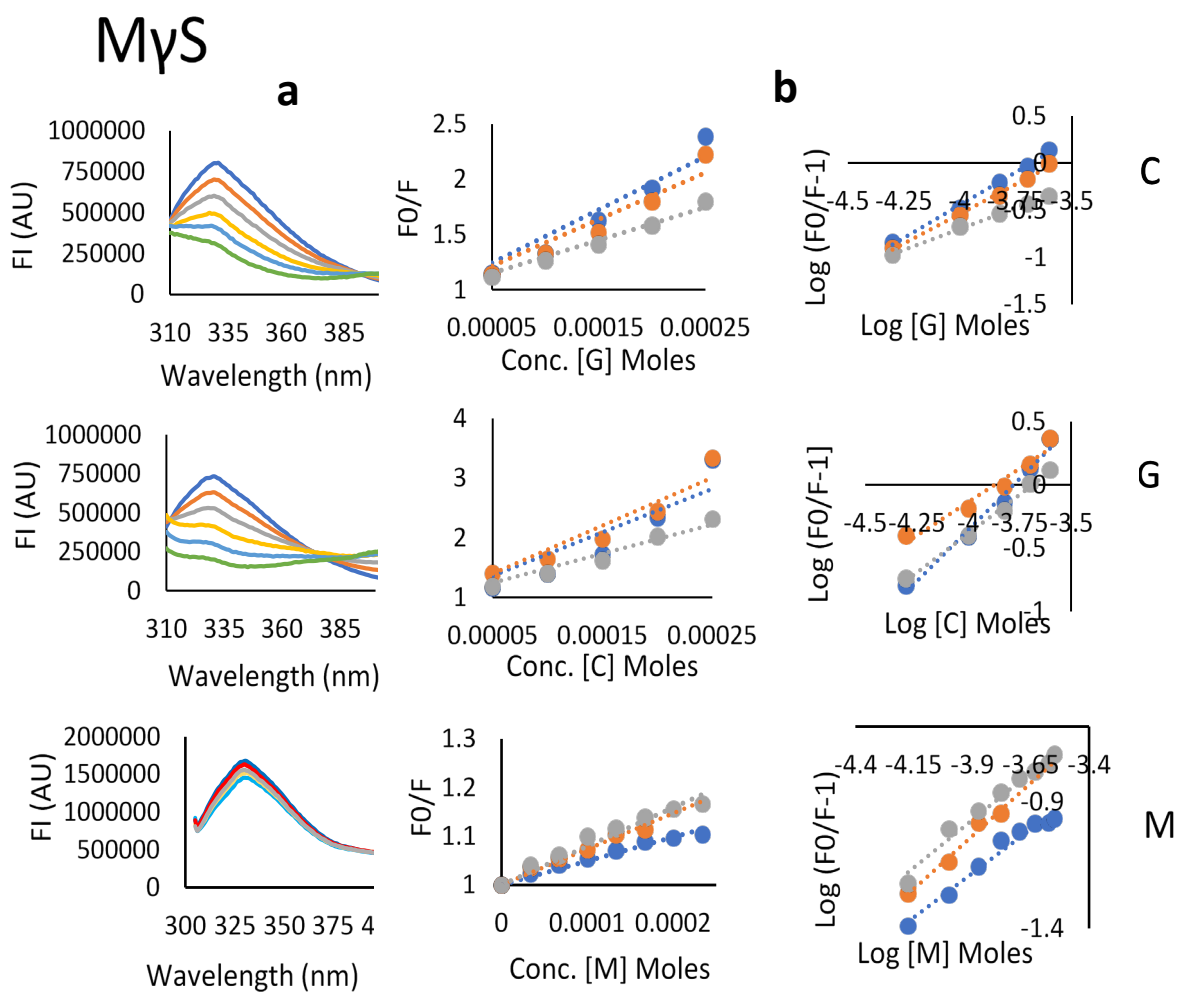 MγS
a
b
1000000
750000
500000
250000
0
FI (AU)
310 335 360 385
Wavelength (nm)
2.5
2
1.5
1
F0/F
0.00005 0.00015 0.00025
Conc. [G] Moles
0.5
0
-0.5
-1
-1.5
Log (F0/F-1)
-4.5 -4.25 -4 -3.75 -3.5
Log [G] Moles
C
1000000
750000
500000
250000
0
FI (AU)
310 335 360 385
Wavelength (nm)
4
3
2
1
F0/F
0.00005 0.00015 0.00025
Conc. [C] Moles
0.5
0
-0.5
-1
Log (F0/F-1]
-4.5 -4.25 -4 -3.75 -3.5
Log [C] Moles
G
2000000
1500000
1000000
500000
0
FI (AU)
300 325 350 375 4
Wavelength (nm)
1.3
1.2
1.1
1
F0/F
0 0.0001 0.0002
Conc. [M] Moles
-4.4 -4.15 -3.9 -3.65 -3.4
-0.9
-1.4
Log (F0/F-1)
Log [M] Moles
M